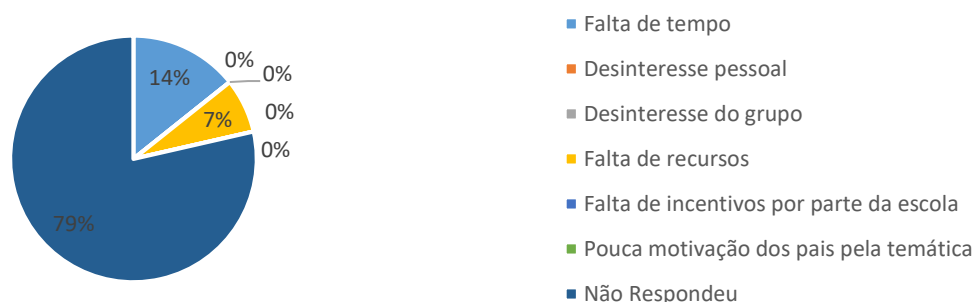 14%
0%
0%
0%
7%
0%
79%
Falta de tempo
Desinteresse pessoal
Desinteresse do grupo
Falta de recursos
Falta de incentivos por parte da escola
Pouca motivação dos pais pela temática
Não Respondeu